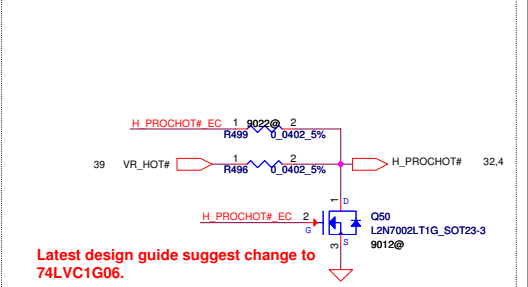 H_PROCHOT#_EC 1 9022@ 2
R499 0_0402_5%
39 VR_HOT# 1 2 H_PROCHOT# 32,4
R496 0_0402_5%
1 D
H_PROCHOT#_EC 2 Q50
G L2N7002LT1G_SOT23-3
3 S 9012@
Latest design guide suggest change to
74LVC1G06.